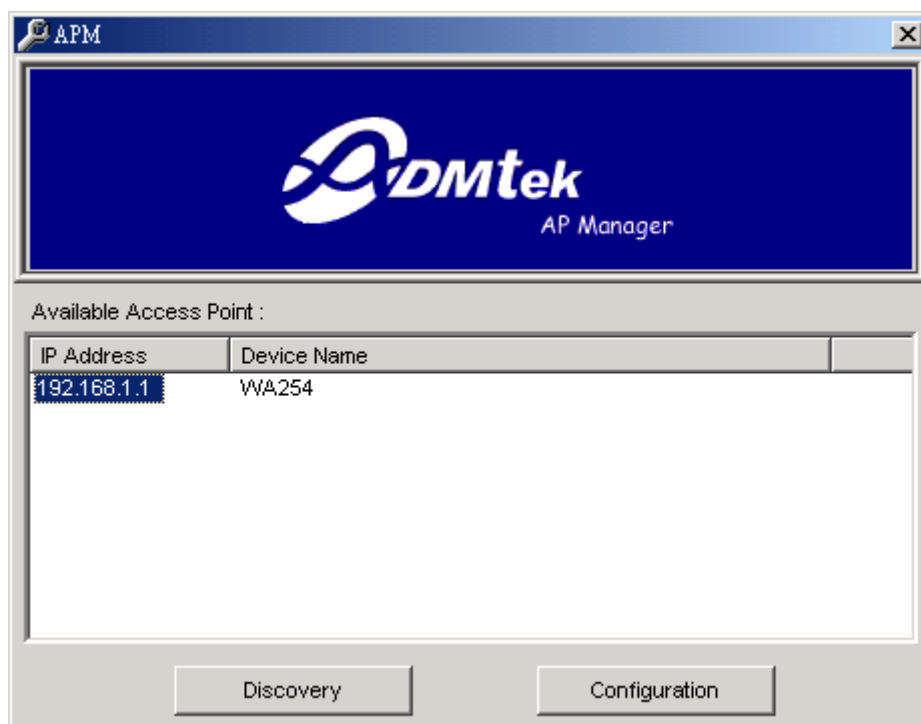 APM
ADMtek
AP Manager
Available Access Point :
IP Address Device Name
192.168.1.1 WA254
Discovery Configuration